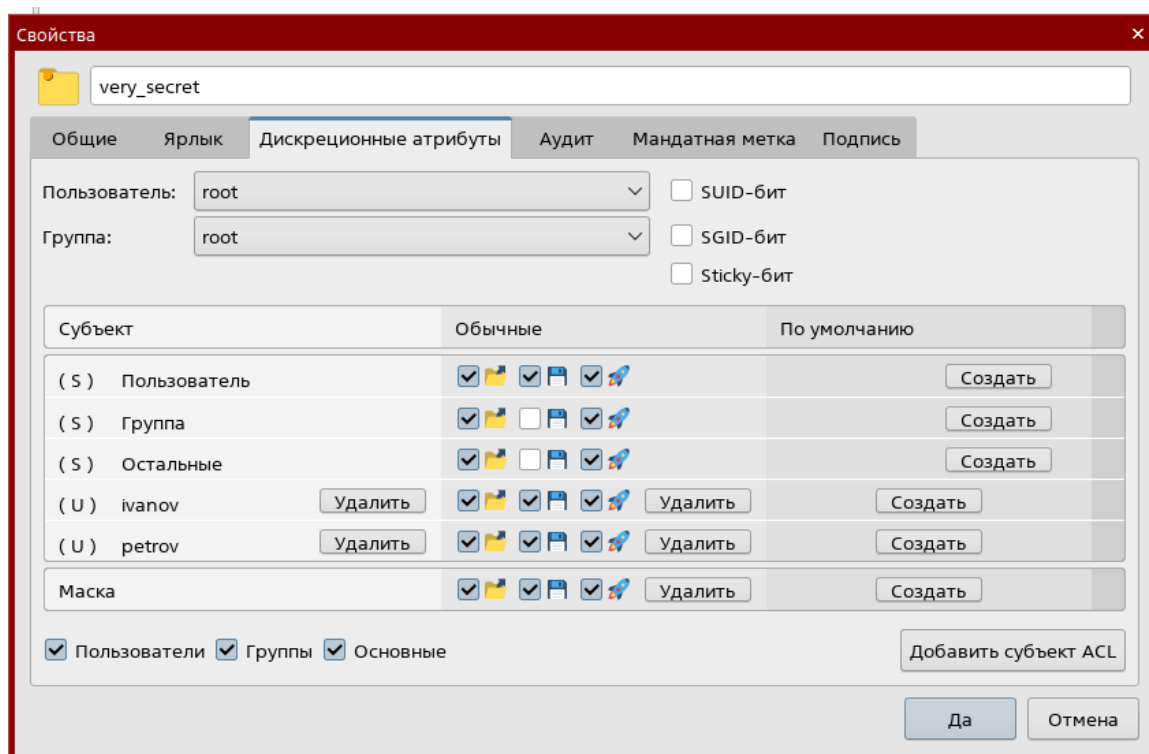 Свойства
very_secret
Общие Ярлык Дискреционные атрибуты Аудит Мандатная метка Подпись
Пользователь: root SUID-бит
Группа: root SGID-бит
Sticky-бит
Субъект Обычные По умолчанию
( S ) Пользователь Создать
( S ) Группа Создать
( S ) Остальные Создать
( U ) ivanov Удалить Удалить Создать
( U ) petrov Удалить Удалить Создать
Маска Удалить Создать
Пользователи Группы Основные Добавить субъект ACL
Да Отмена